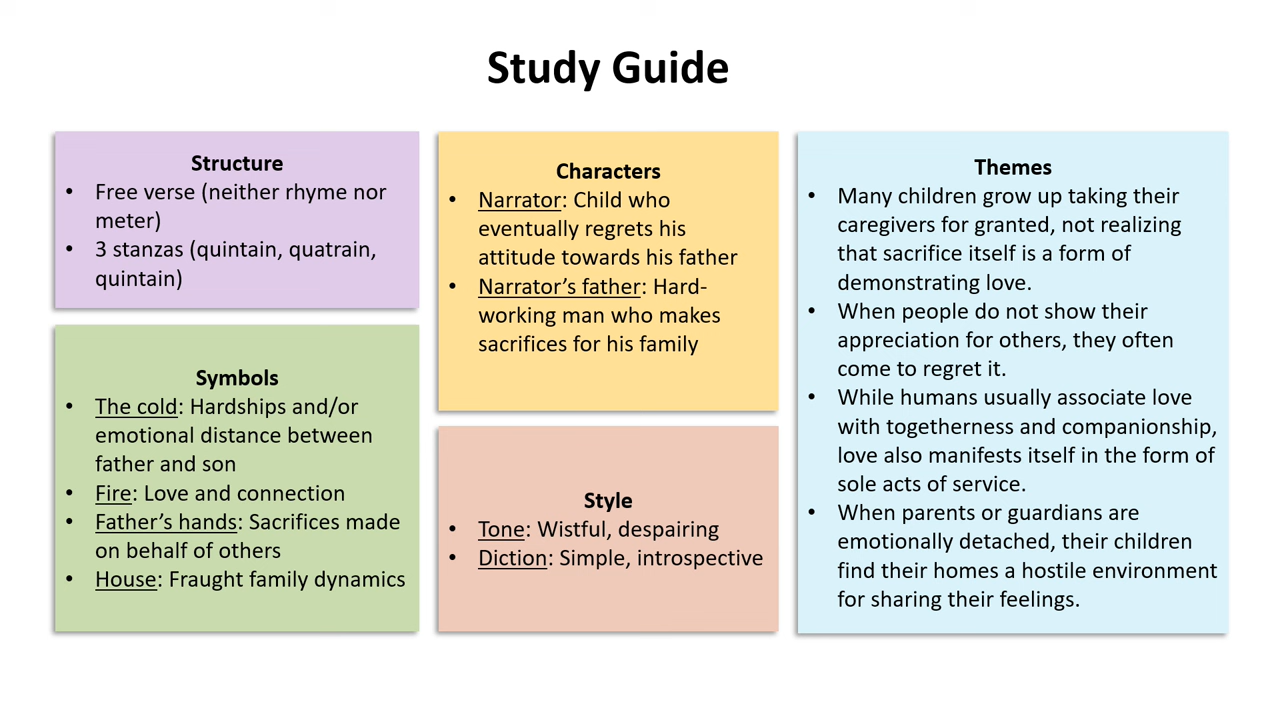 Study Guide
Structure
• Free verse (neither rhyme nor
meter)
• 3 stanzas (quintain, quatrain,
quintain)
Symbols
• The cold: Hardships and/or
emotional distance between
father and son
• Fire: Love and connection
• Father’s hands: Sacrifices made
on behalf of others
• House: Fraught family dynamics
Characters
• Narrator: Child who
eventually regrets his
attitude towards his father
• Narrator’s father: Hard-
working man who makes
sacrifices for his family
Style
• Tone: Wistful, despairing
• Diction: Simple, introspective
Themes
• Many children grow up taking their
caregivers for granted, not realizing
that sacrifice itself is a form of
demonstrating love.
• When people do not show their
appreciation for others, they often
come to regret it.
• While humans usually associate love
with togetherness and companionship,
love also manifests itself in the form of
sole acts of service.
• When parents or guardians are
emotionally detached, their children
find their homes a hostile environment
for sharing their feelings.